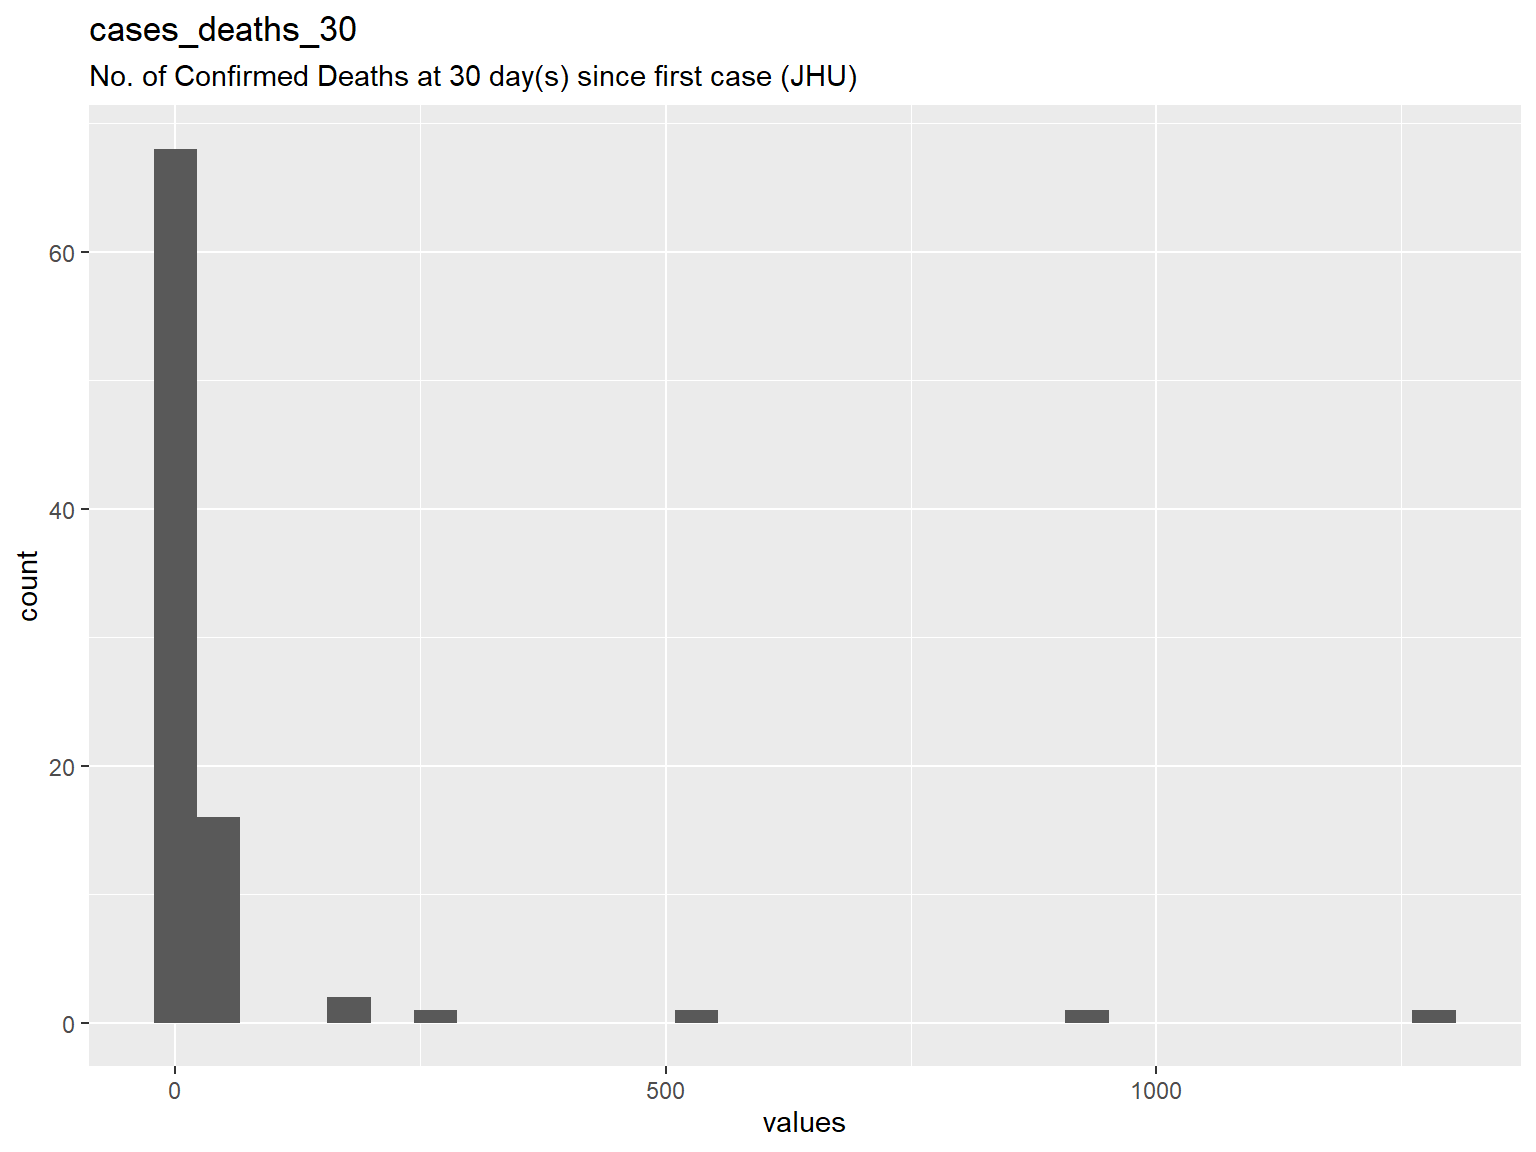 cases_deaths_30
No. of Confirmed Deaths at 30 day(s) since first case (JHU)
60
40
20
0
count
0 500 1000
values